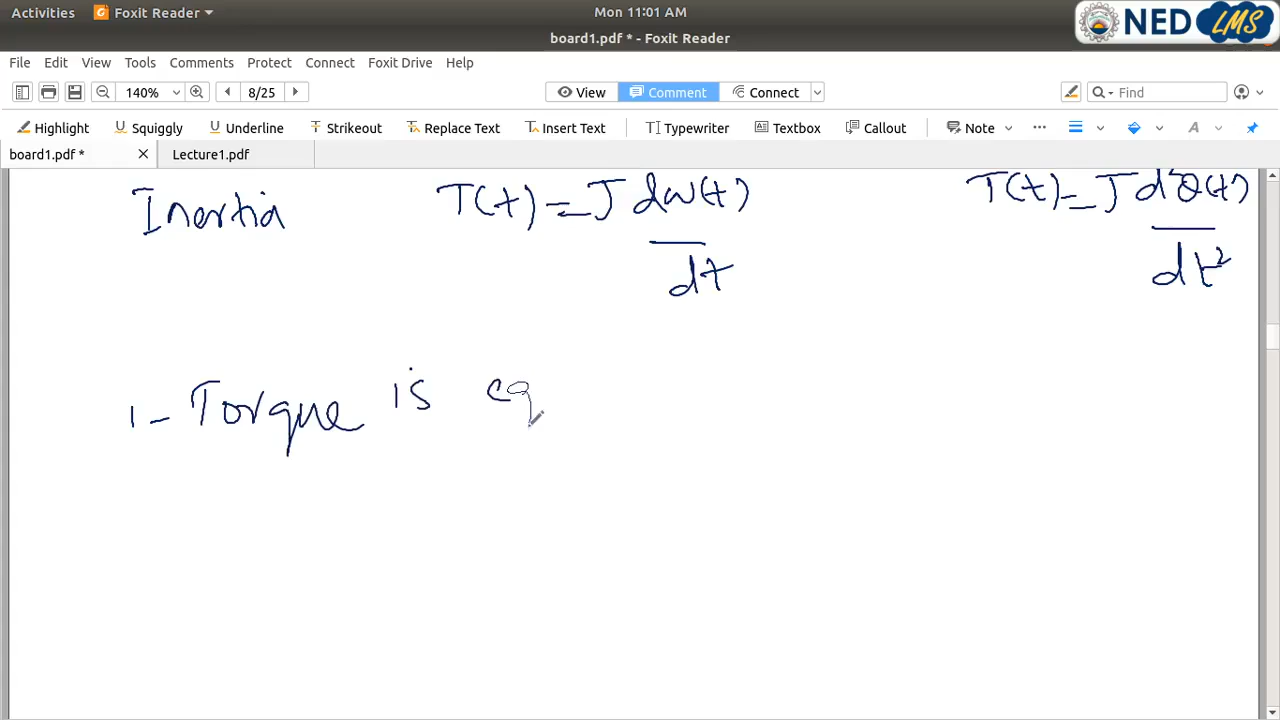 Activities Foxit Reader Mon 11:01 AM
board1.pdf * - Foxit Reader
NED LMS
File Edit View Tools Comments Protect Connect Foxit Drive Help
140% 8/25 View Comment Connect Find
Highlight Squiggly Underline Strikeout Replace Text Insert Text Typewriter Textbox Callout Note
board1.pdf * Lecture1.pdf
Inertia T(t) = J dω(t) T(t) = J d²θ(t)
dt dt²
1- Torque is eq